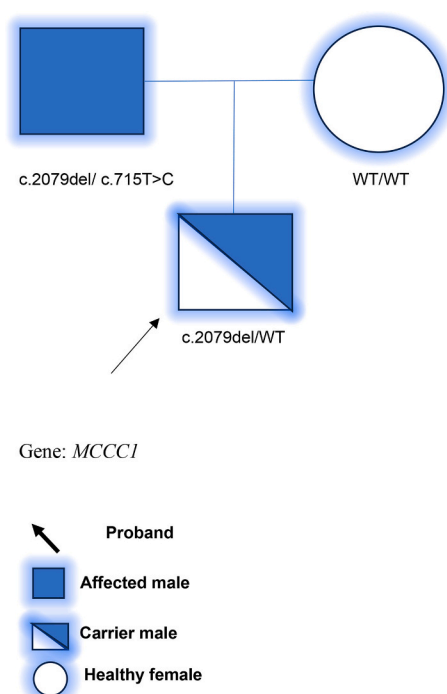 c.2079del/ c.715T>C
WT/WT
c.2079del/WT
Gene: MCCC1
Proband
Affected male
Carrier male
Healthy female